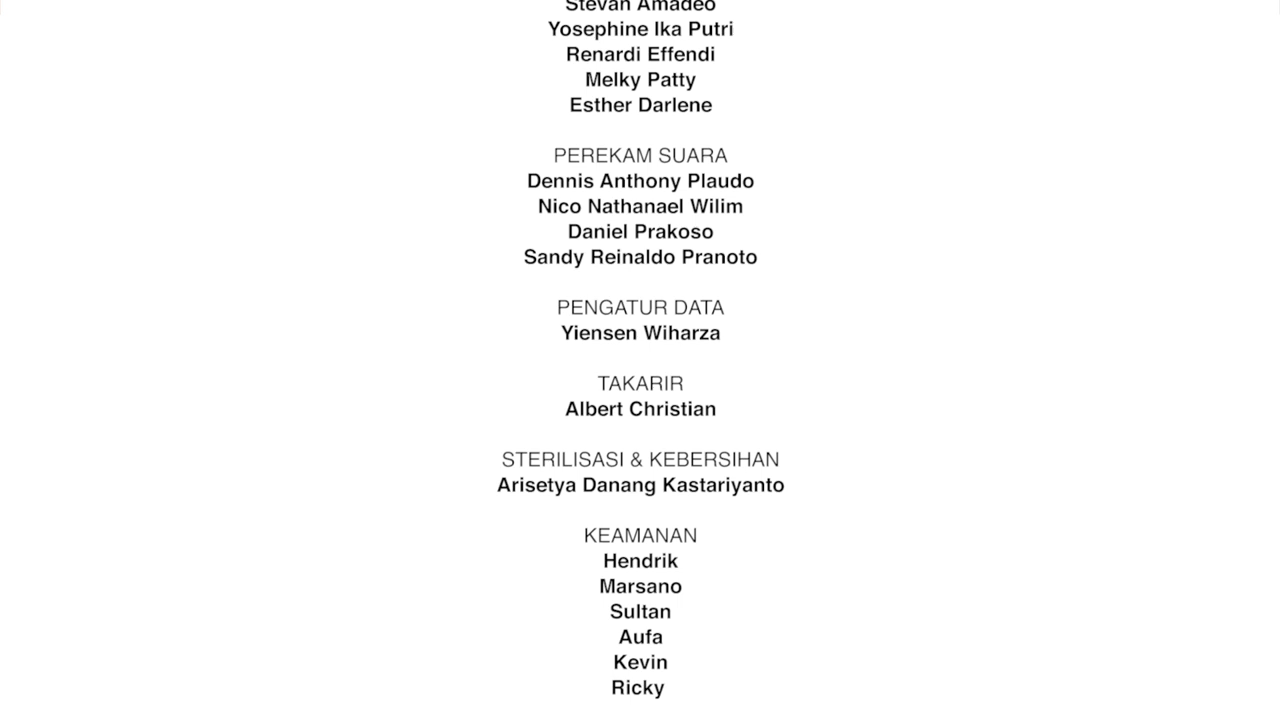 Stevan Amadeo
Yosephine Ika Putri
Renardi Effendi
Melky Patty
Esther Darlene
PEREKAM SUARA
Dennis Anthony Plaudo
Nico Nathanael Wilim
Daniel Prakoso
Sandy Reinaldo Pranoto
PENGATUR DATA
Yiensen Wiharza
TAKARIR
Albert Christian
STERILISASI & KEBERSIHAN
Arisetya Danang Kastariyanto
KEAMANAN
Hendrik
Marsano
Sultan
Aufa
Kevin
Ricky